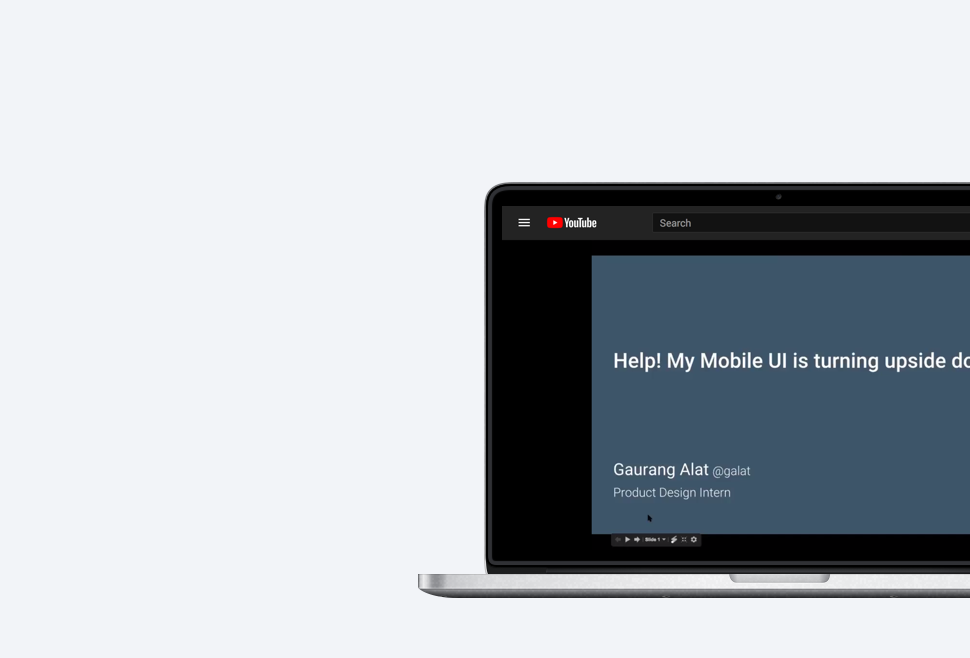 YouTube
Search
Help! My Mobile UI is turning upside do
Gaurang Alat @galat
Product Design Intern
Slide 1